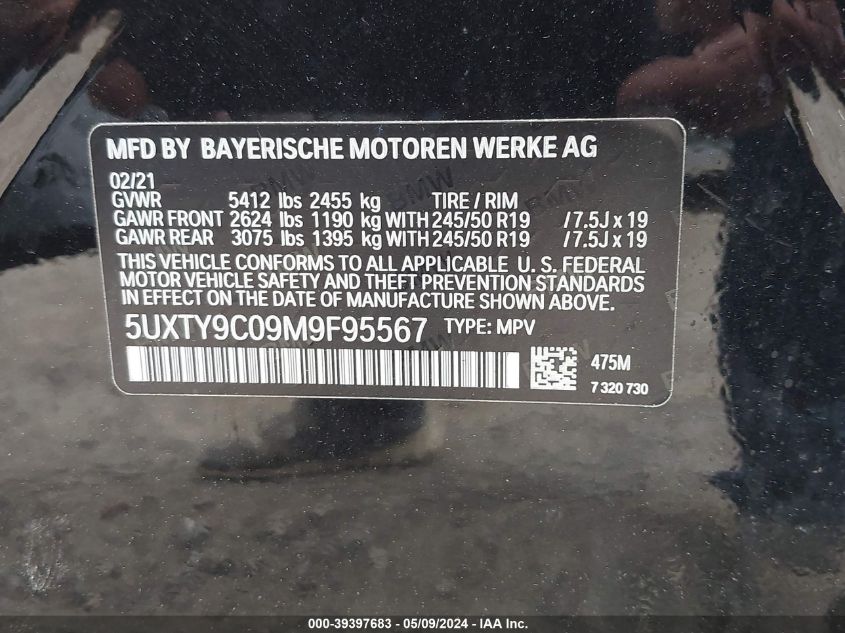 MFD BY BAYERISCHE MOTOREN WERKE AG
02/21
GVWR 5412 lbs 2455 kg TIRE / RIM
GAWR FRONT 2624 lbs 1190 kg WITH 245/50 R19 /7.5J x 19
GAWR REAR 3075 lbs 1395 kg WITH 245/50 R19 /7.5J x 19
THIS VEHICLE CONFORMS TO ALL APPLICABLE U. S. FEDERAL
MOTOR VEHICLE SAFETY AND THEFT PREVENTION STANDARDS
IN EFFECT ON THE DATE OF MANUFACTURE SHOWN ABOVE.
5UXTY9C09M9F95567 TYPE: MPV
475M
7 320 730
000-39397683 / 05/09/2024 - IAA Inc.